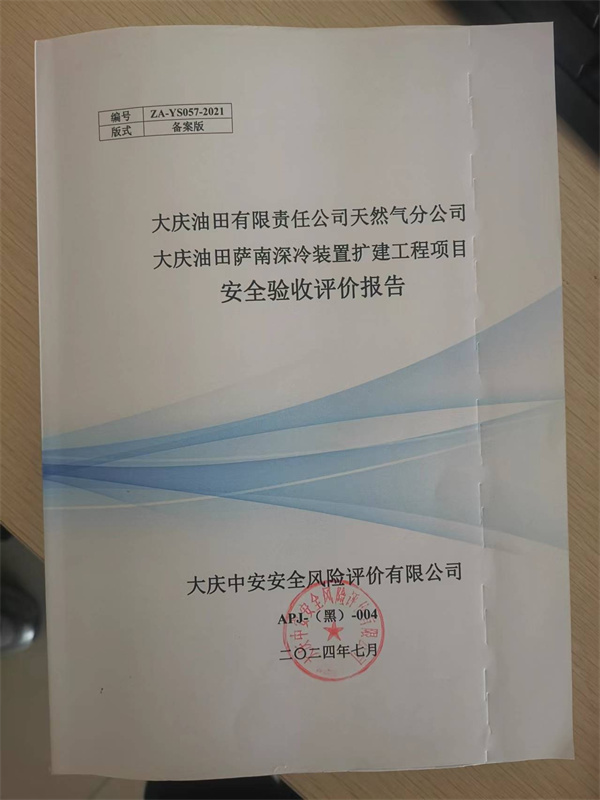 编号 ZA-YS057-2021
版式 备案版
大庆油田有限责任公司天然气分公司
大庆油田萨南深冷装置扩建工程项目
安全验收评价报告
大庆中安安全风险评价有限公司
APJ-（黑）-004
二〇二四年七月